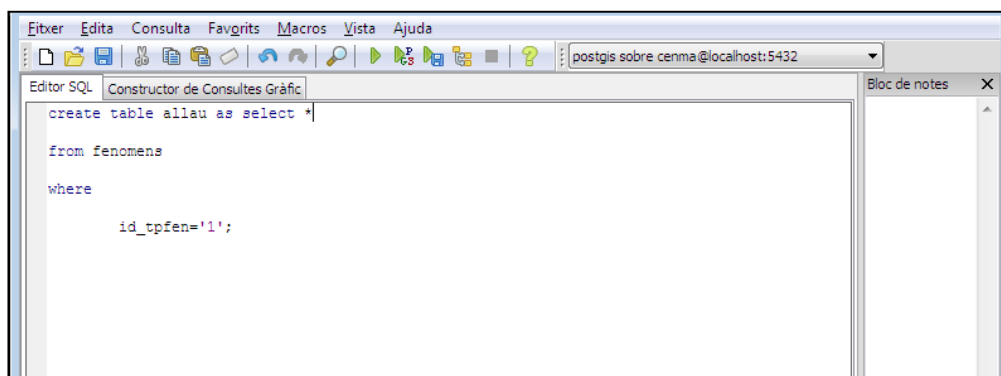 Fitxer Edita Consulta Favorits Macros Vista Ajuda
postgis sobre cenma@localhost:5432
Editor SQL Constructor de Consultes Gràfic
Bloc de notes
create table allau as select *
from fenomens
where
id_tpfen='1';